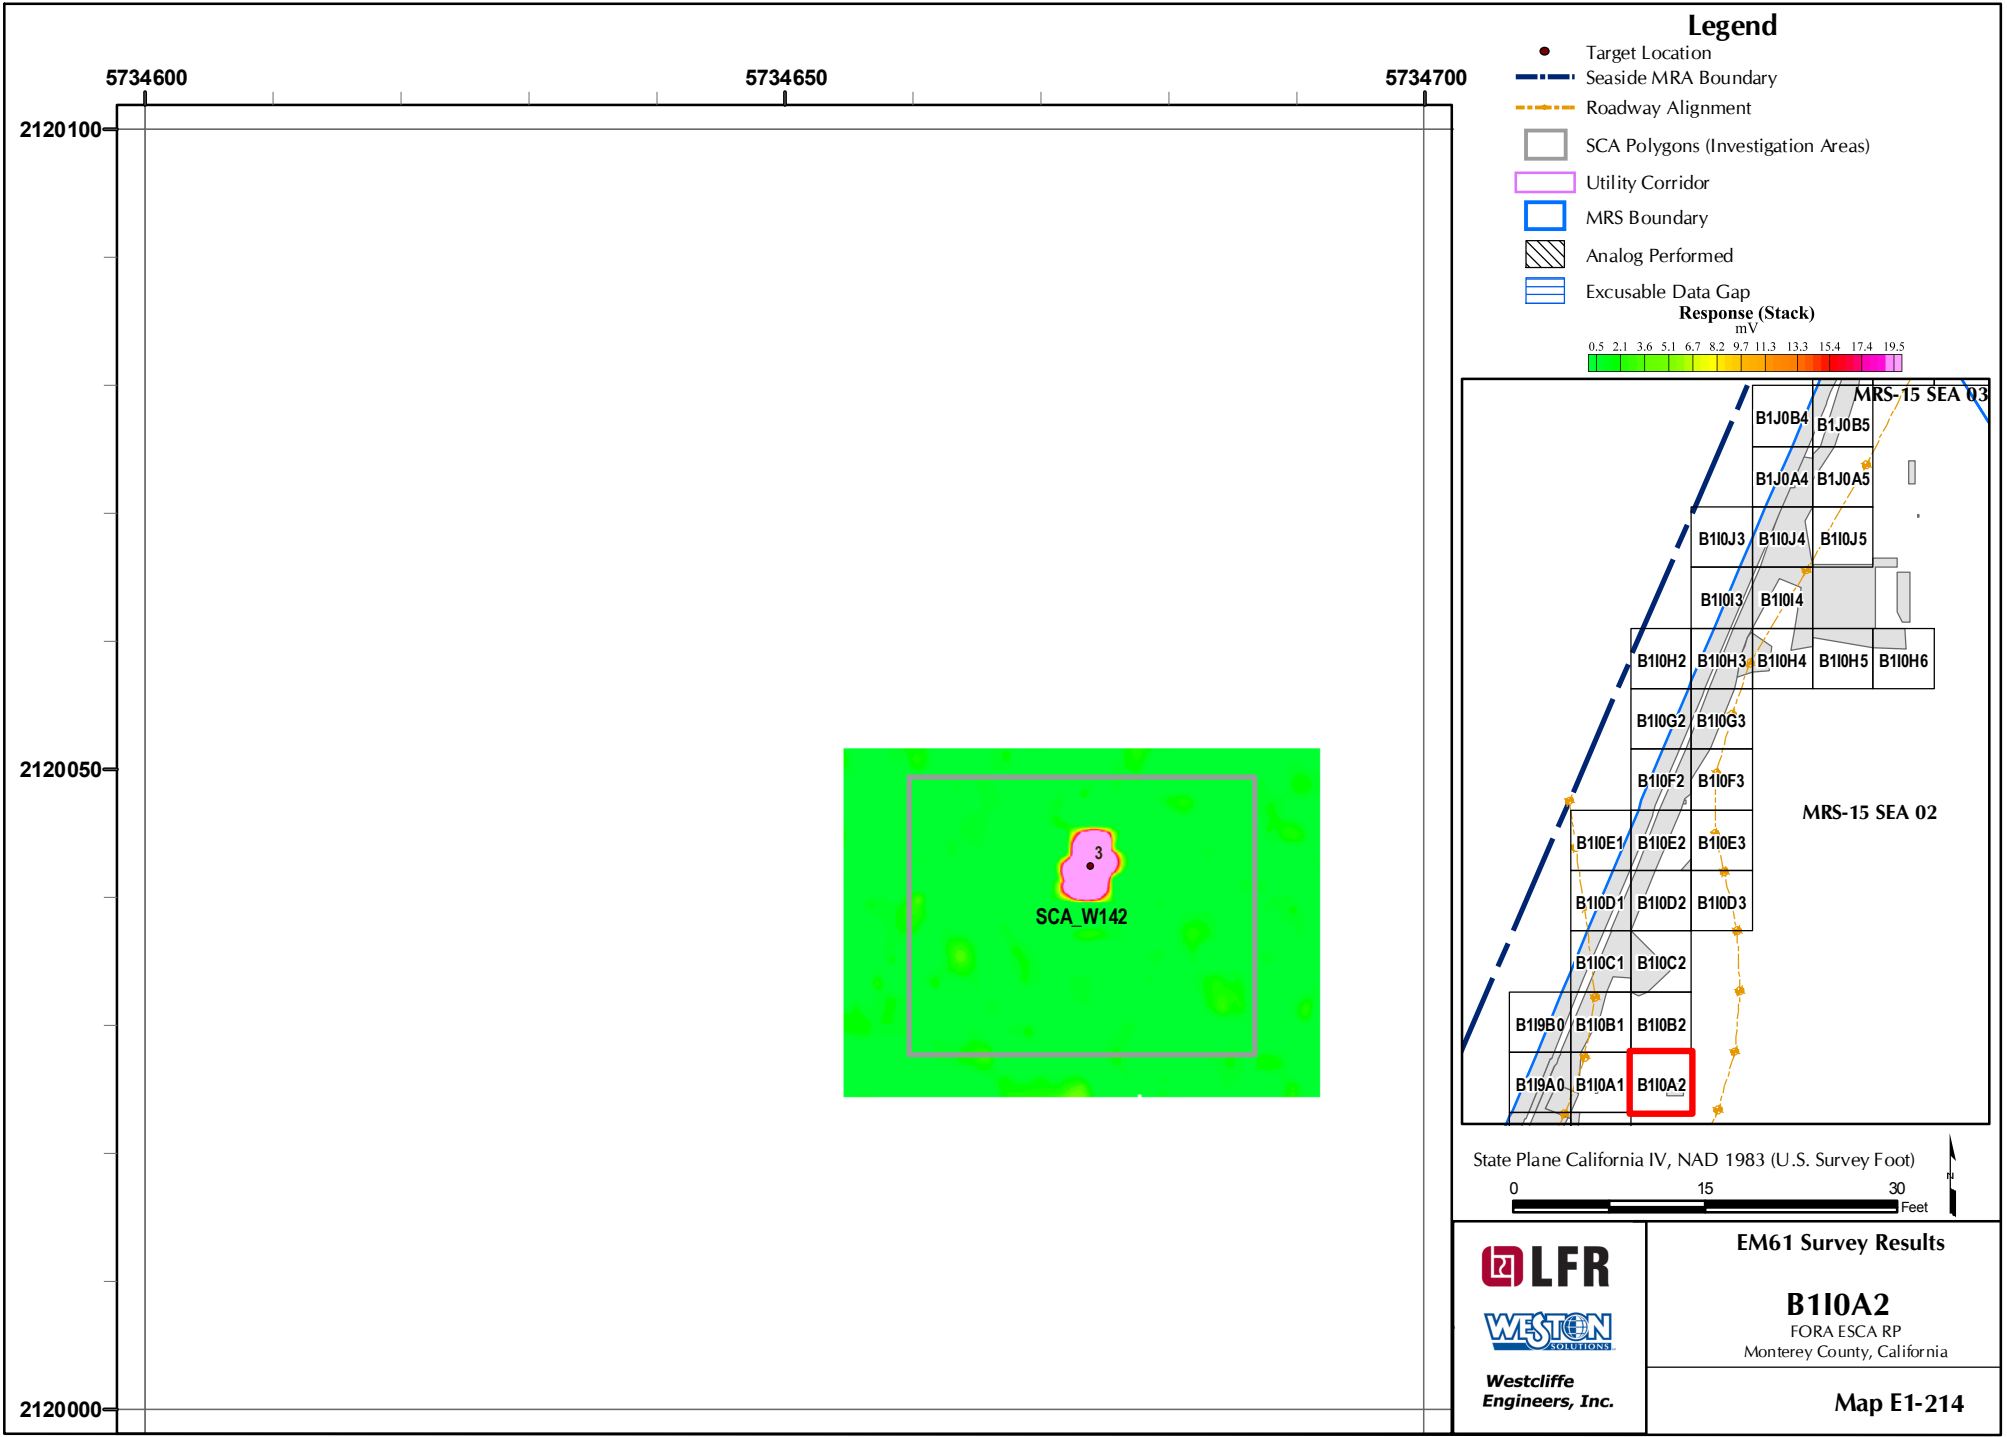 Legend
Target Location
Seaside MRA Boundary
Roadway Alignment
SCA Polygons (Investigation Areas)
Utility Corridor
MRS Boundary
Analog Performed
Excusable Data Gap
Response (Stack)
mV
0.5 2.1 3.6 5.1 6.7 8.2 9.7 11.3 13.3 15.4 17.4 19.5
5734600 5734650 5734700
2120100
2120050
2120000
3
SCA_W142
MRS-15 SEA 03
B1J0B4 B1J0B5
B1J0A4 B1J0A5
B1I0J3 B1I0J4 B1I0J5
B1I0I3 B1I0I4
B1I0H2 B1I0H3 B1I0H4 B1I0H5 B1I0H6
B1I0G2 B1I0G3
B1I0F2 B1I0F3
MRS-15 SEA 02
B1I0E1 B1I0E2 B1I0E3
B1I0D1 B1I0D2 B1I0D3
B1I0C1 B1I0C2
B1I9B0 B1I0B1 B1I0B2
B1I9A0 B1I0A1 B1I0A2
State Plane California IV, NAD 1983 (U.S. Survey Foot)
N
0 15 30
Feet
LFR
WESTON
SOLUTIONS
Westcliffe
Engineers, Inc.
EM61 Survey Results
B1I0A2
FORA ESCA RP
Monterey County, California
Map E1-214